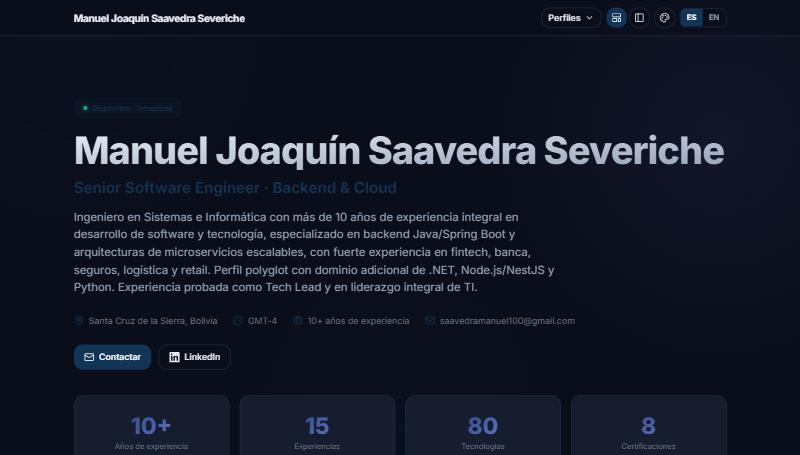 Manuel Joaquín Saavedra Severiche
Perfiles
ES EN
Disponible · Inmediata
Manuel Joaquín Saavedra Severiche
Senior Software Engineer · Backend & Cloud
Ingeniero en Sistemas e Informática con más de 10 años de experiencia integral en
desarrollo de software y tecnología, especializado en backend Java/Spring Boot y
arquitecturas de microservicios escalables, con fuerte experiencia en fintech, banca,
seguros, logística y retail. Perfil polyglot con dominio adicional de .NET, Node.js/NestJS y
Python. Experiencia probada como Tech Lead y en liderazgo integral de TI.
Santa Cruz de la Sierra, Bolivia GMT-4 10+ años de experiencia saavedramanuel100@gmail.com
Contactar LinkedIn
10+ 15 80 8
Años de experiencia Experiencias Tecnologías Certificaciones